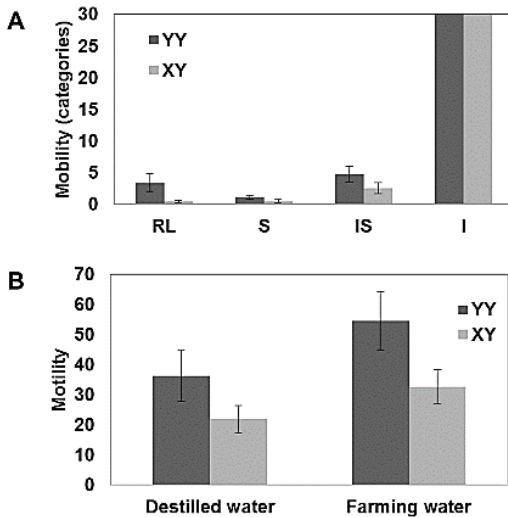 A
Mobility (categories)
30
25
20
15
10
5
0
YY
XY
RL S IS I
B
Motility
70
60
50
40
30
20
10
0
YY
XY
Destilled water Farming water